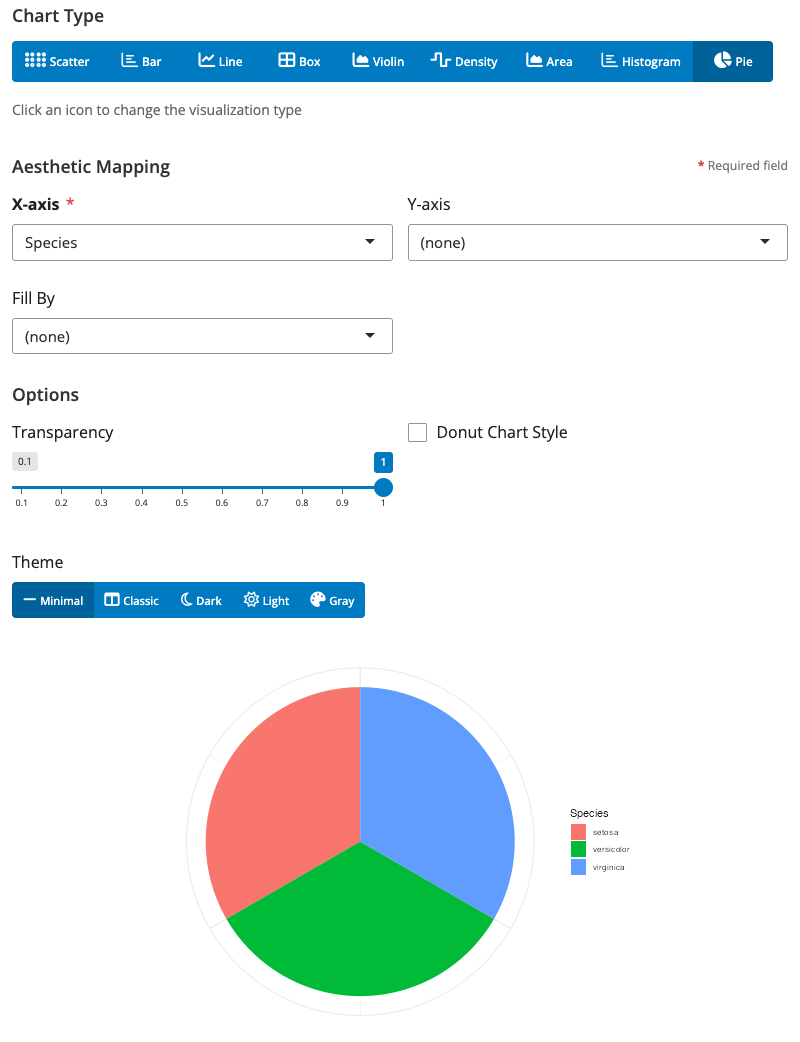 Chart Type
Scatter Bar Line Box Violin Density Area Histogram Pie
Click an icon to change the visualization type
Aesthetic Mapping * Required field
X-axis * Y-axis
Species (none)
Fill By
(none)
Options
Transparency Donut Chart Style
0.1 1
0.1 0.2 0.3 0.4 0.5 0.6 0.7 0.8 0.9 1
Theme
Minimal Classic Dark Light Gray
Species
setosa
versicolor
virginica